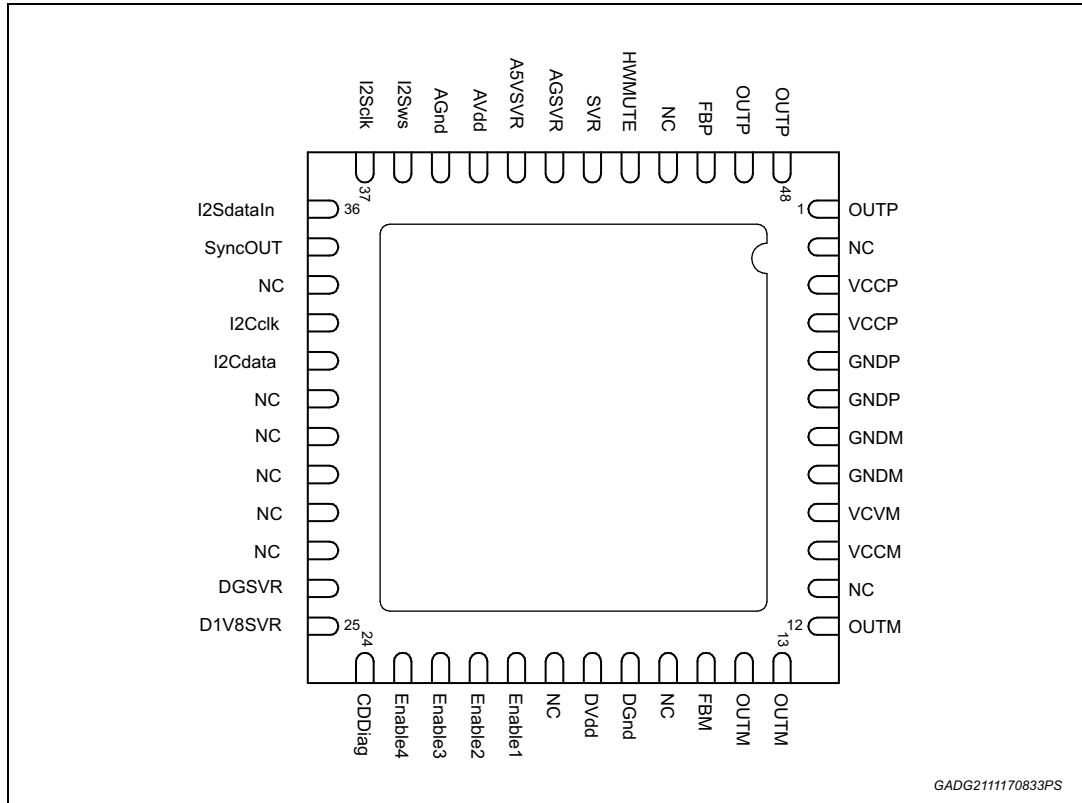 I2Sclk
I2Sws
AGnd
AVdd
A5VSVR
AGSVR
SVR
HWMUTE
NC
FBP
OUTP
OUTP
37
48
I2SdataIn
36
1
OUTP
SyncOUT
NC
NC
VCCP
I2Cclk
VCCP
I2Cdata
GNDP
NC
GNDP
NC
GNDM
NC
GNDM
NC
VCVM
NC
VCCM
DGSVR
NC
D1V8SVR
25
12
OUTM
24
13
CDDiag
Enable4
Enable3
Enable2
Enable1
NC
DVdd
DGnd
NC
FBM
OUTM
OUTM
GADG2111170833PS